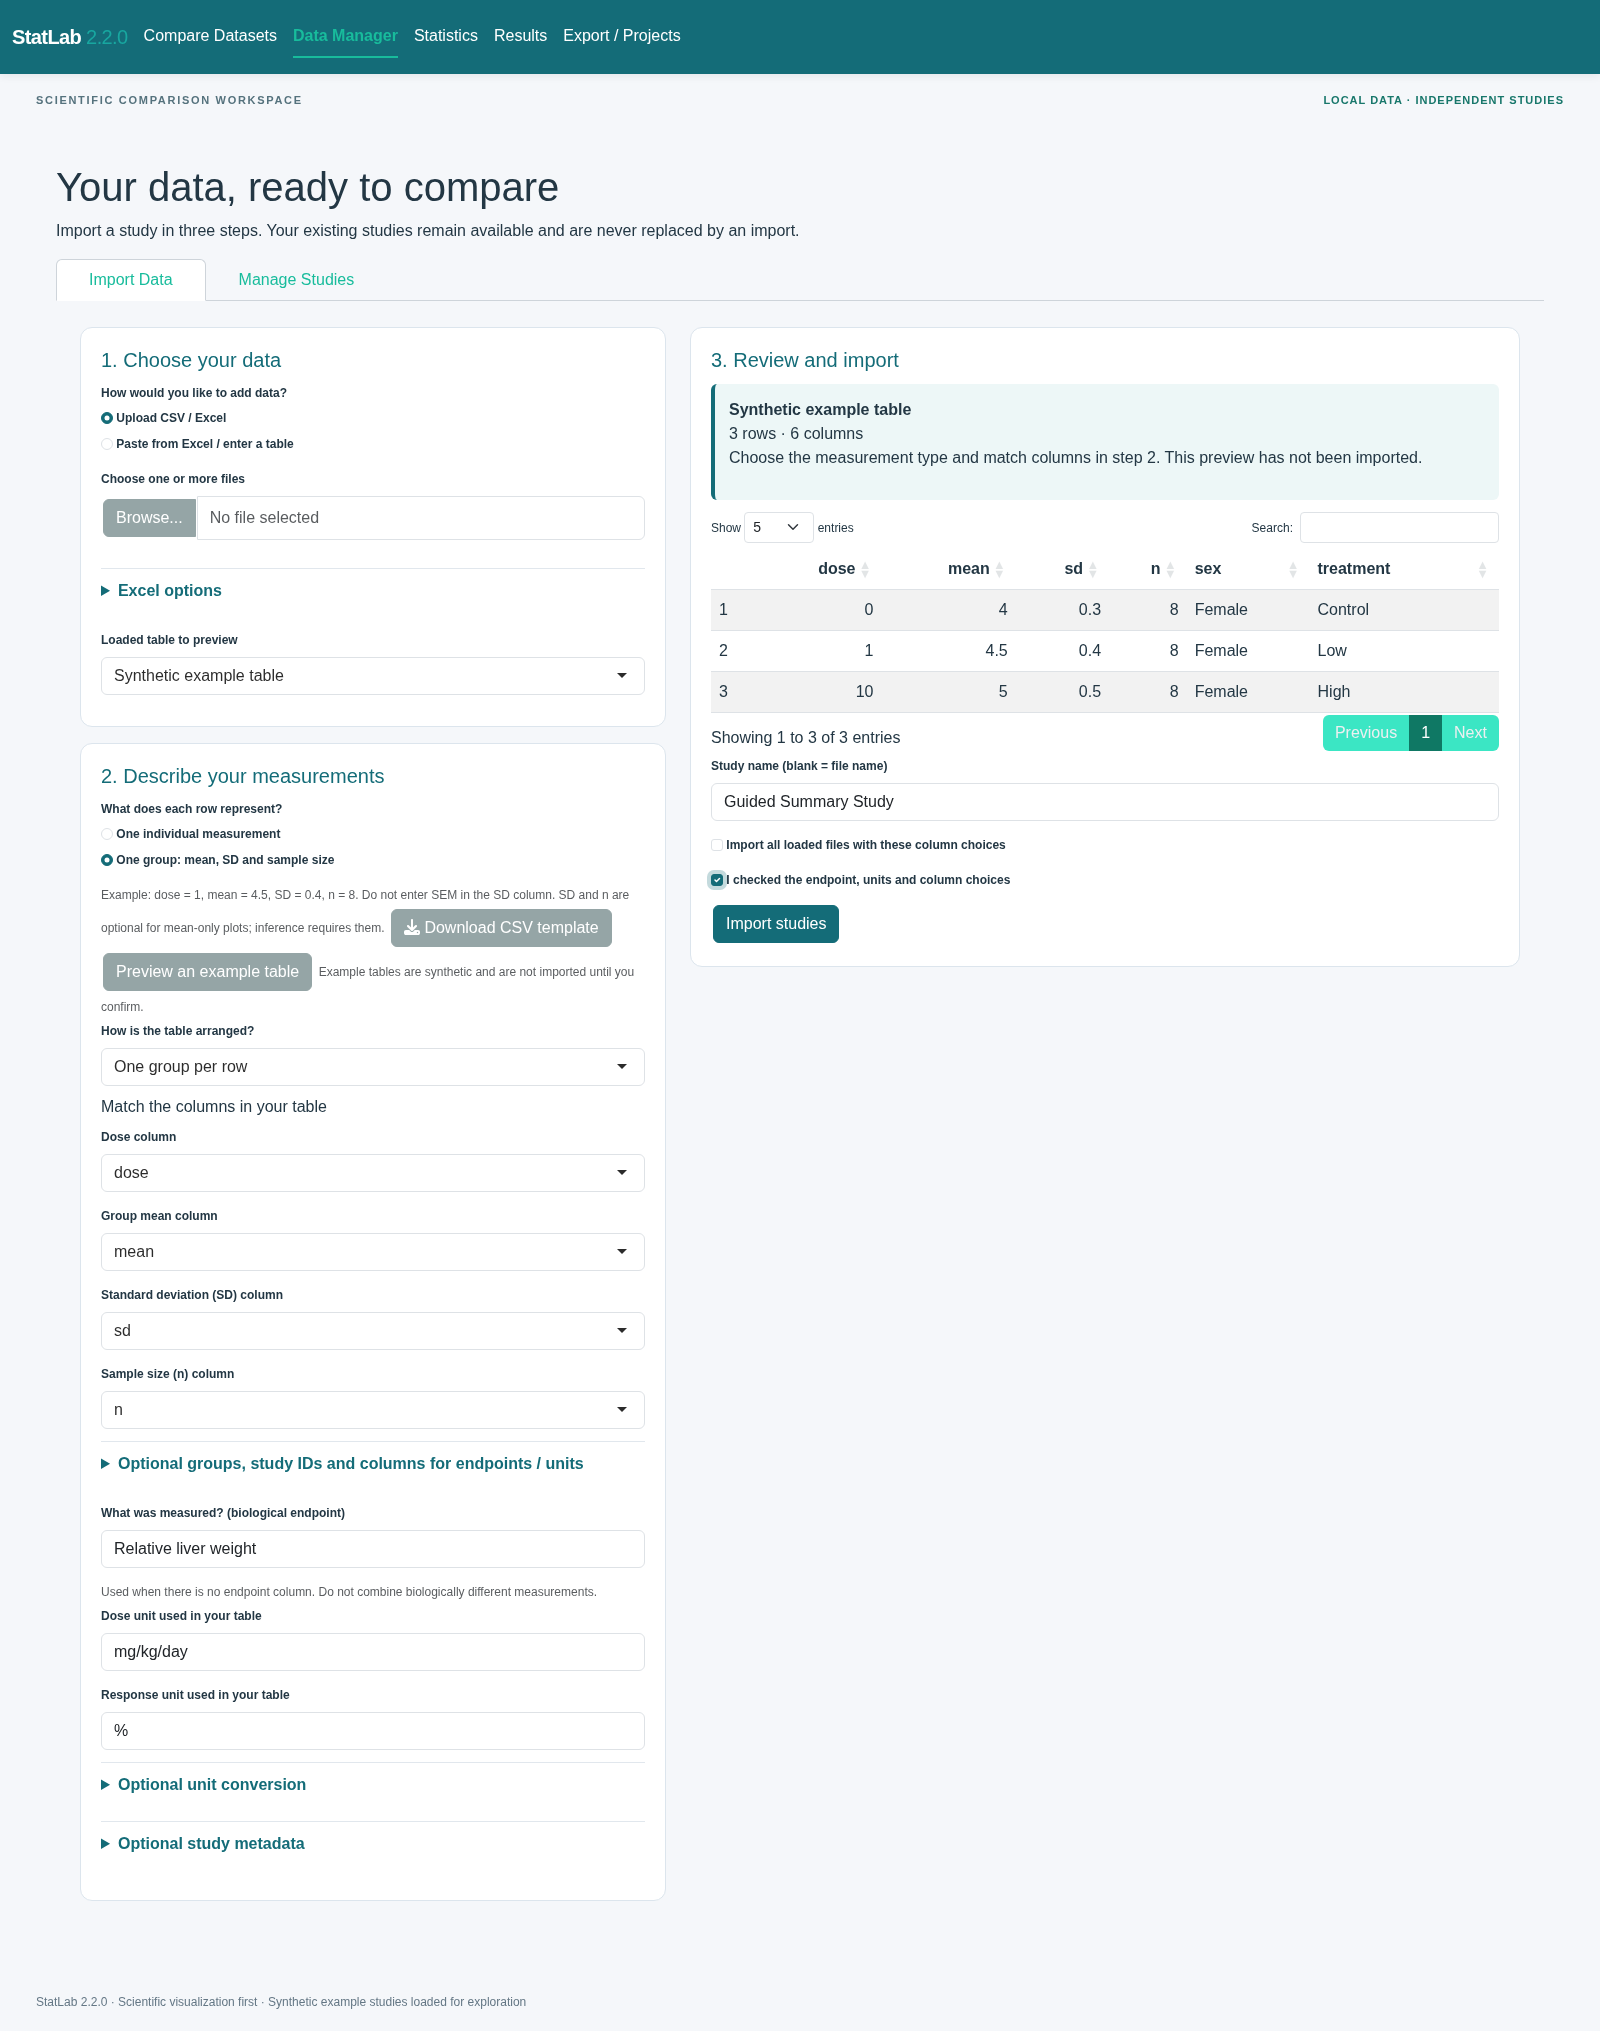 StatLab 2.2.0 Compare Datasets Data Manager Statistics Results Export / Projects
SCIENTIFIC COMPARISON WORKSPACE
LOCAL DATA · INDEPENDENT STUDIES
Your data, ready to compare
Import a study in three steps. Your existing studies remain available and are never replaced by an import.
Import Data
Manage Studies
1. Choose your data
How would you like to add data?
Upload CSV / Excel
Paste from Excel / enter a table
Choose one or more files
Browse... No file selected
Excel options
Loaded table to preview
Synthetic example table
2. Describe your measurements
What does each row represent?
One individual measurement
One group: mean, SD and sample size
Example: dose = 1, mean = 4.5, SD = 0.4, n = 8. Do not enter SEM in the SD column. SD and n are
optional for mean-only plots; inference requires them. Download CSV template
Preview an example table Example tables are synthetic and are not imported until you
confirm.
How is the table arranged?
One group per row
Match the columns in your table
Dose column
dose
Group mean column
mean
Standard deviation (SD) column
sd
Sample size (n) column
n
Optional groups, study IDs and columns for endpoints / units
What was measured? (biological endpoint)
Relative liver weight
Used when there is no endpoint column. Do not combine biologically different measurements.
Dose unit used in your table
mg/kg/day
Response unit used in your table
%
Optional unit conversion
Optional study metadata
3. Review and import
Synthetic example table
3 rows · 6 columns
Choose the measurement type and match columns in step 2. This preview has not been imported.
Show 5 entries Search:
dose mean sd n sex treatment
1 0 4 0.3 8 Female Control
2 1 4.5 0.4 8 Female Low
3 10 5 0.5 8 Female High
Showing 1 to 3 of 3 entries
Previous 1 Next
Study name (blank = file name)
Guided Summary Study
Import all loaded files with these column choices
I checked the endpoint, units and column choices
Import studies
StatLab 2.2.0 · Scientific visualization first · Synthetic example studies loaded for exploration